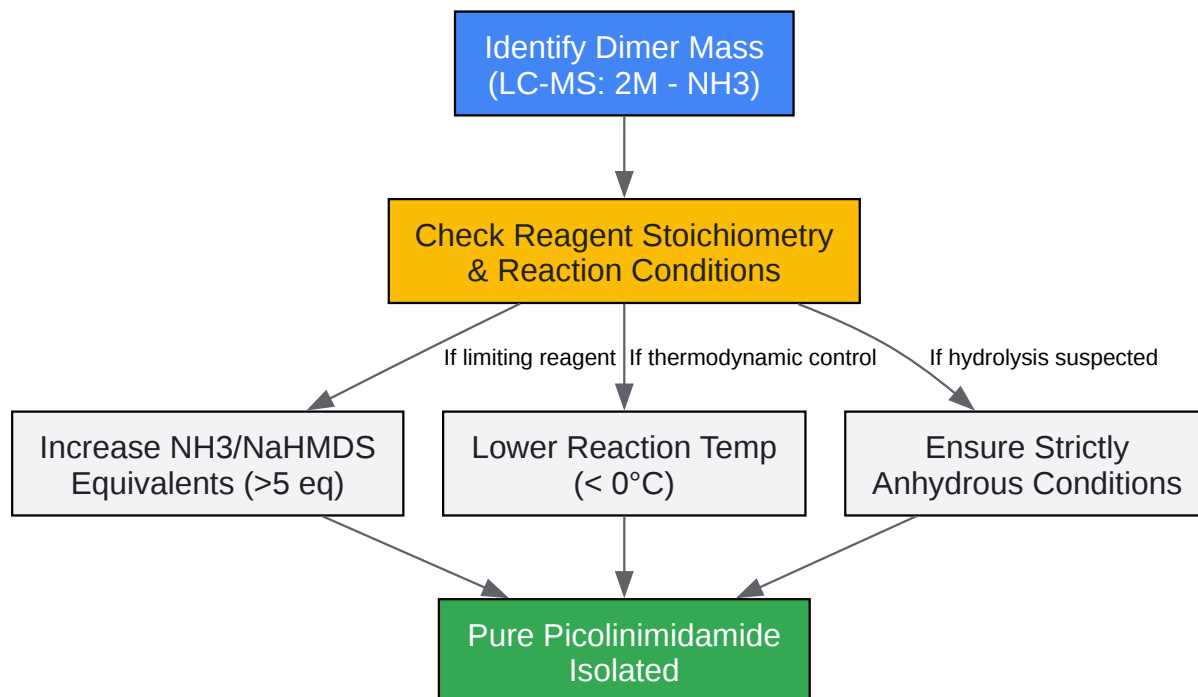 Identify Dimer Mass
(LC-MS: 2M - NH3)
Check Reagent Stoichiometry
& Reaction Conditions
If limiting reagent
If thermodynamic control
If hydrolysis suspected
Increase NH3/NaHMDS
Equivalents (>5 eq)
Lower Reaction Temp
(< 0°C)
Ensure Strictly
Anhydrous Conditions
Pure Picolinimidamide
Isolated